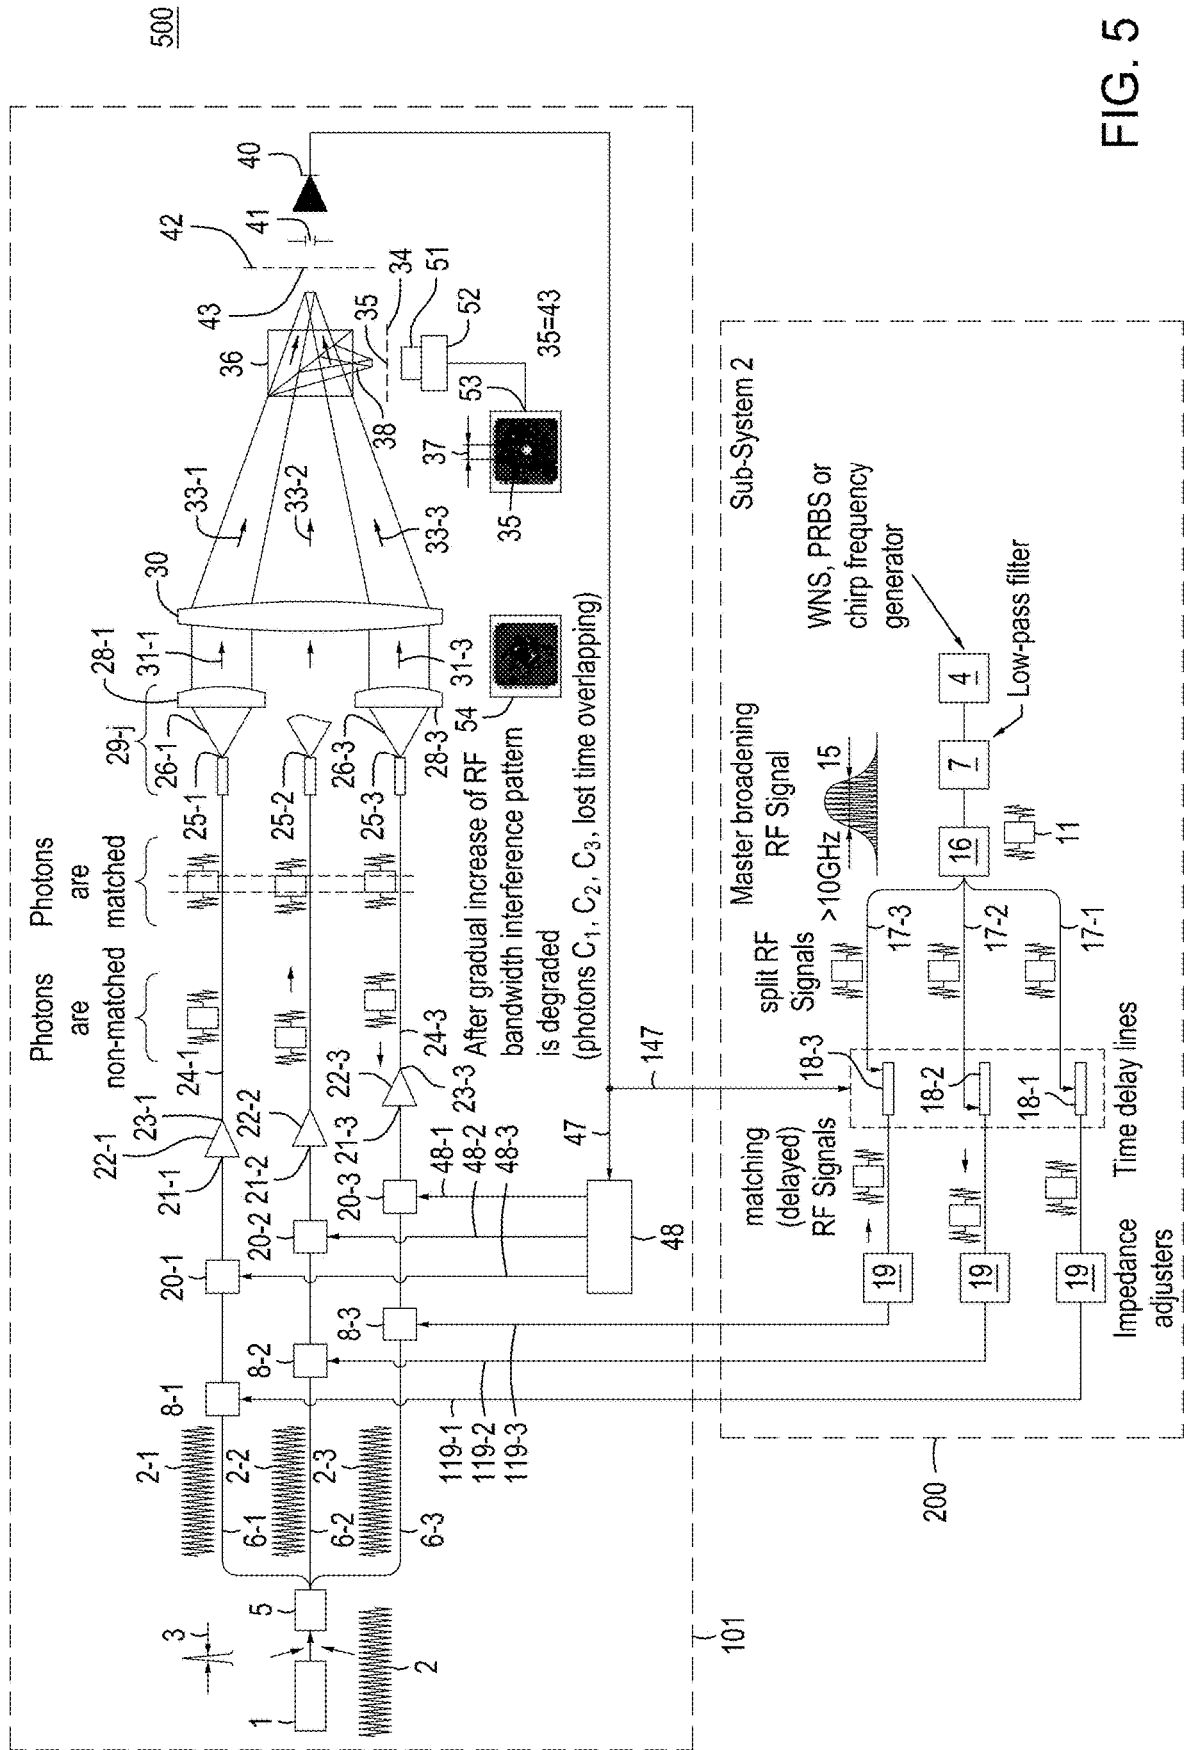 500
FIG. 5
3
1
2
5
101
2-1
2-2
2-3
6-1
6-2
6-3
8-1
8-2
8-3
20-1
20-2
20-3
21-1
21-2
21-3
22-1
22-2
22-3
23-1
23-3
24-1
24-3
Photons
are
non-matched
Photons
are
matched
25-1
25-2
25-3
26-1
26-3
29-j
28-1
28-3
31-1
31-3
30
33-1
33-2
33-3
36
38
35
34
43
42
41
40
51
52
53
35=43
37
35
54
After gradual increase of RF
bandwidth interference pattern
is degraded
(photons C1, C2, C3, lost time overlapping)
48-1
48-2
48-3
48
47
147
119-1
119-2
119-3
200
Sub-System 2
WNS, PRBS or
chirp frequency
generator
Low-pass filter
4
7
16
11
Master broadening
RF Signal
>10GHz
15
split RF
Signals
17-3
17-2
17-1
18-3
18-2
18-1
Time delay lines
matching
(delayed)
RF Signals
19
19
19
Impedance
adjusters